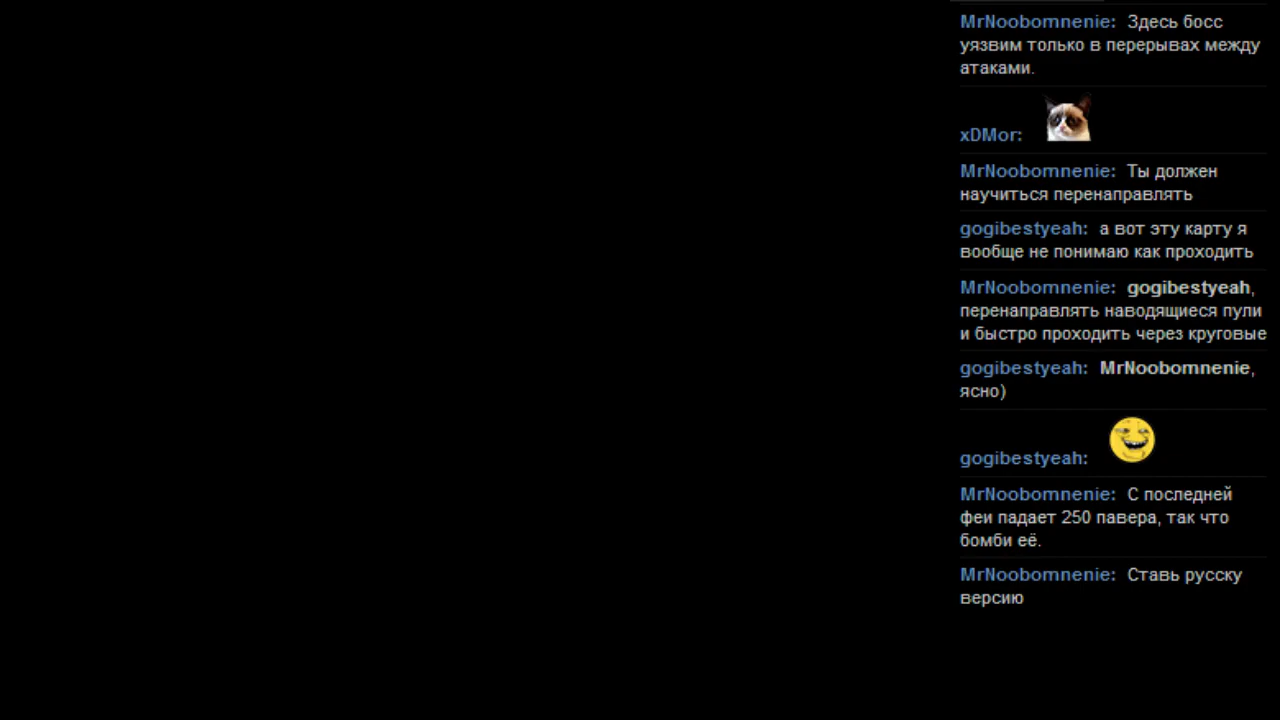 MrNoobomnenie: Здесь босс
уязвим только в перерывах между
атаками.
xDMor:
MrNoobomnenie: Ты должен
научиться перенаправлять
gogibestyeah: а вот эту карту я
вообще не понимаю как проходить
MrNoobomnenie: gogibestyeah,
перенаправлять наводящиеся пули
и быстро проходить через круговые
gogibestyeah: MrNoobomnenie,
ясно)
gogibestyeah:
MrNoobomnenie: С последней
феи падает 250 павера, так что
бомби её.
MrNoobomnenie: Ставь русску
версию